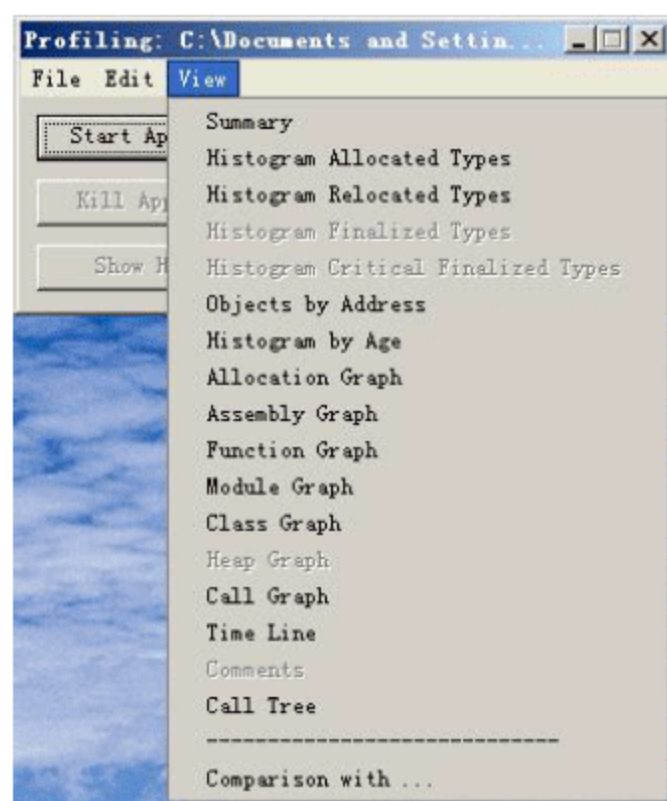 Profiling: C:\Documents and Settin...
File Edit View
Start Ap
Kill App
Show H
Summary
Histogram Allocated Types
Histogram Relocated Types
Histogram Finalized Types
Histogram Critical Finalized Types
Objects by Address
Histogram by Age
Allocation Graph
Assembly Graph
Function Graph
Module Graph
Class Graph
Heap Graph
Call Graph
Time Line
Comments
Call Tree
-----------------------------
Comparison with ...